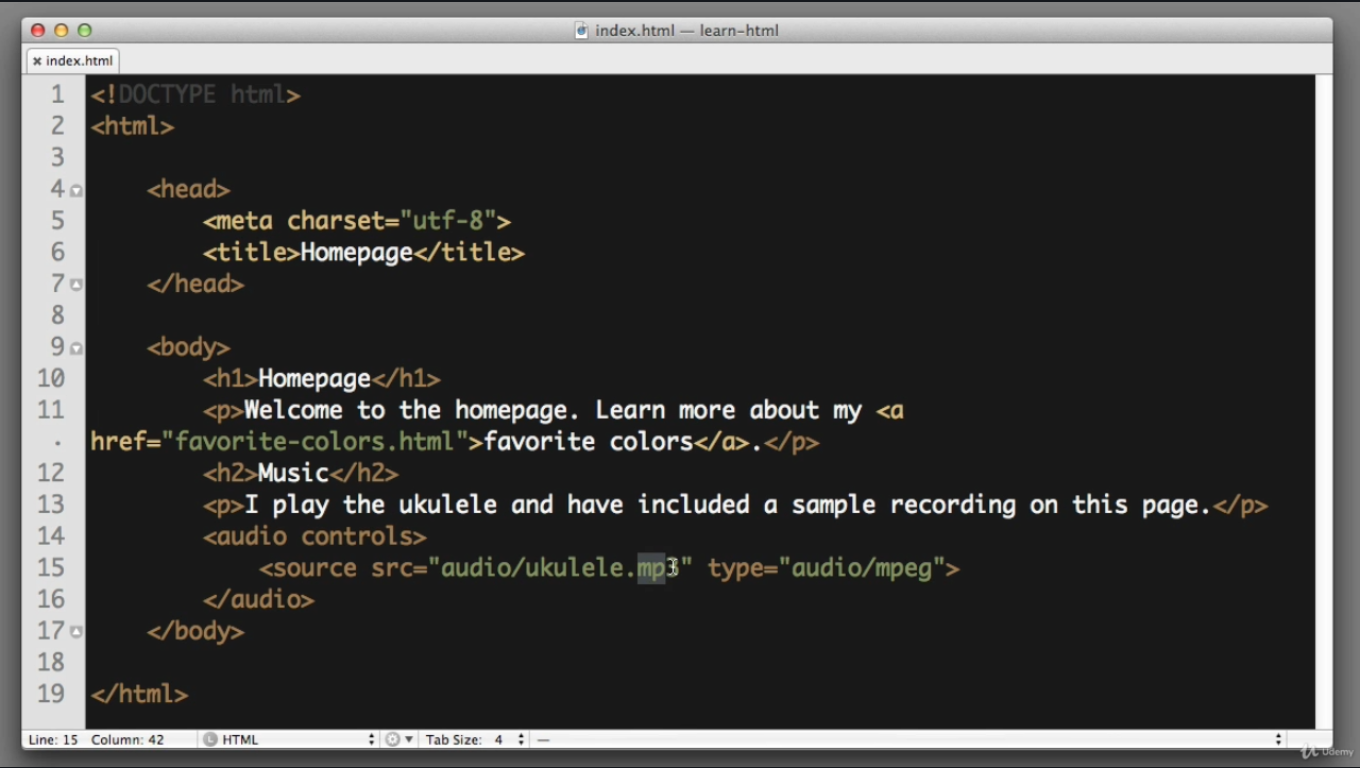 index.html — learn-html
index.html
1 <!DOCTYPE html>
2 <html>
3
4 <head>
5 <meta charset="utf-8">
6 <title>Homepage</title>
7 </head>
8
9 <body>
10 <h1>Homepage</h1>
11 <p>Welcome to the homepage. Learn more about my <a
· href="favorite-colors.html">favorite colors</a>.</p>
12 <h2>Music</h2>
13 <p>I play the ukulele and have included a sample recording on this page.</p>
14 <audio controls>
15 <source src="audio/ukulele.mp3" type="audio/mpeg">
16 </audio>
17 </body>
18
19 </html>
Line: 15 Column: 42 L HTML Tab Size: 4 —
Udemy